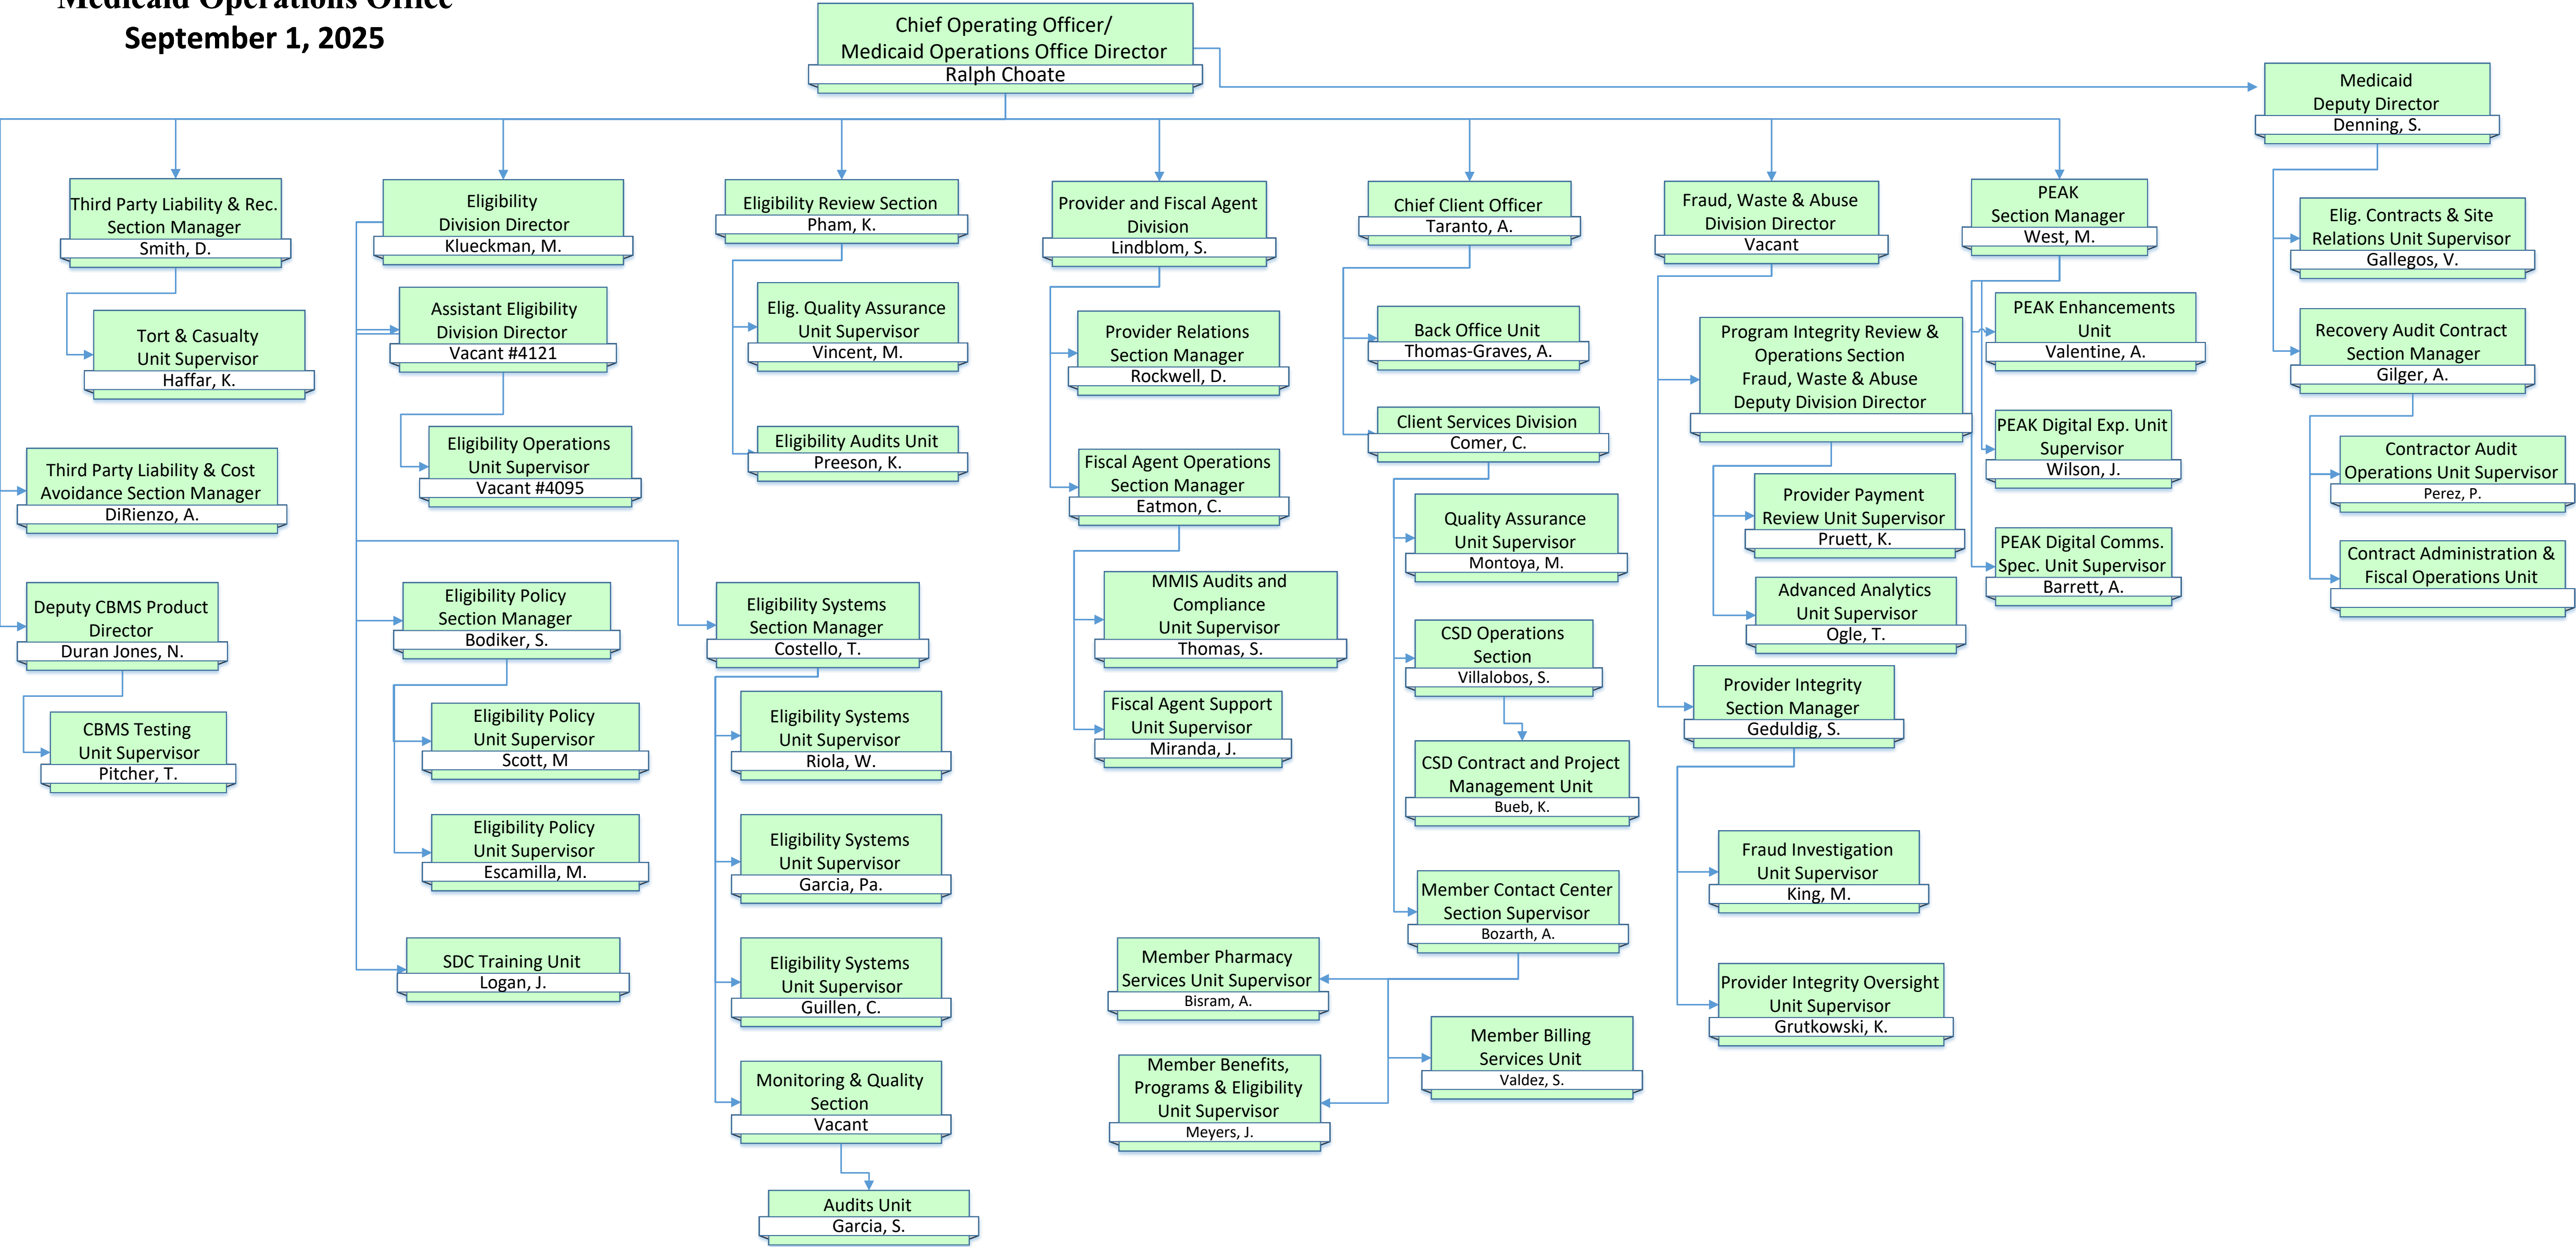 Medicaid Operations Office
September 1, 2025
Chief Operating Officer/
Medicaid Operations Office Director
Ralph Choate
Medicaid
Deputy Director
Denning, S.
Third Party Liability & Rec.
Section Manager
Smith, D.
Tort & Casualty
Unit Supervisor
Haffar, K.
Third Party Liability & Cost
Avoidance Section Manager
DiRienzo, A.
Deputy CBMS Product
Director
Duran Jones, N.
CBMS Testing
Unit Supervisor
Pitcher, T.
Eligibility
Division Director
Klueckman, M.
Assistant Eligibility
Division Director
Vacant #4121
Eligibility Operations
Unit Supervisor
Vacant #4095
Eligibility Policy
Section Manager
Bodiker, S.
Eligibility Policy
Unit Supervisor
Scott, M
Eligibility Policy
Unit Supervisor
Escamilla, M.
SDC Training Unit
Logan, J.
Eligibility Systems
Section Manager
Costello, T.
Eligibility Systems
Unit Supervisor
Riola, W.
Eligibility Systems
Unit Supervisor
Garcia, Pa.
Eligibility Systems
Unit Supervisor
Guillen, C.
Monitoring & Quality
Section
Vacant
Audits Unit
Garcia, S.
Eligibility Review Section
Pham, K.
Elig. Quality Assurance
Unit Supervisor
Vincent, M.
Eligibility Audits Unit
Preeson, K.
Provider and Fiscal Agent
Division
Lindblom, S.
Provider Relations
Section Manager
Rockwell, D.
Fiscal Agent Operations
Section Manager
Eatmon, C.
MMIS Audits and
Compliance
Unit Supervisor
Thomas, S.
Fiscal Agent Support
Unit Supervisor
Miranda, J.
Chief Client Officer
Taranto, A.
Back Office Unit
Thomas-Graves, A.
Client Services Division
Comer, C.
Quality Assurance
Unit Supervisor
Montoya, M.
CSD Operations
Section
Villalobos, S.
CSD Contract and Project
Management Unit
Bueb, K.
Member Contact Center
Section Supervisor
Bozarth, A.
Member Pharmacy
Services Unit Supervisor
Bisram, A.
Member Billing
Services Unit
Valdez, S.
Member Benefits,
Programs & Eligibility
Unit Supervisor
Meyers, J.
Fraud, Waste & Abuse
Division Director
Vacant
Program Integrity Review &
Operations Section
Fraud, Waste & Abuse
Deputy Division Director
Provider Payment
Review Unit Supervisor
Pruett, K.
Advanced Analytics
Unit Supervisor
Ogle, T.
Provider Integrity
Section Manager
Geduldig, S.
Fraud Investigation
Unit Supervisor
King, M.
Provider Integrity Oversight
Unit Supervisor
Grutkowski, K.
PEAK
Section Manager
West, M.
PEAK Enhancements
Unit
Valentine, A.
PEAK Digital Exp. Unit
Supervisor
Wilson, J.
PEAK Digital Comms.
Spec. Unit Supervisor
Barrett, A.
Elig. Contracts & Site
Relations Unit Supervisor
Gallegos, V.
Recovery Audit Contract
Section Manager
Gilger, A.
Contractor Audit
Operations Unit Supervisor
Perez, P.
Contract Administration &
Fiscal Operations Unit